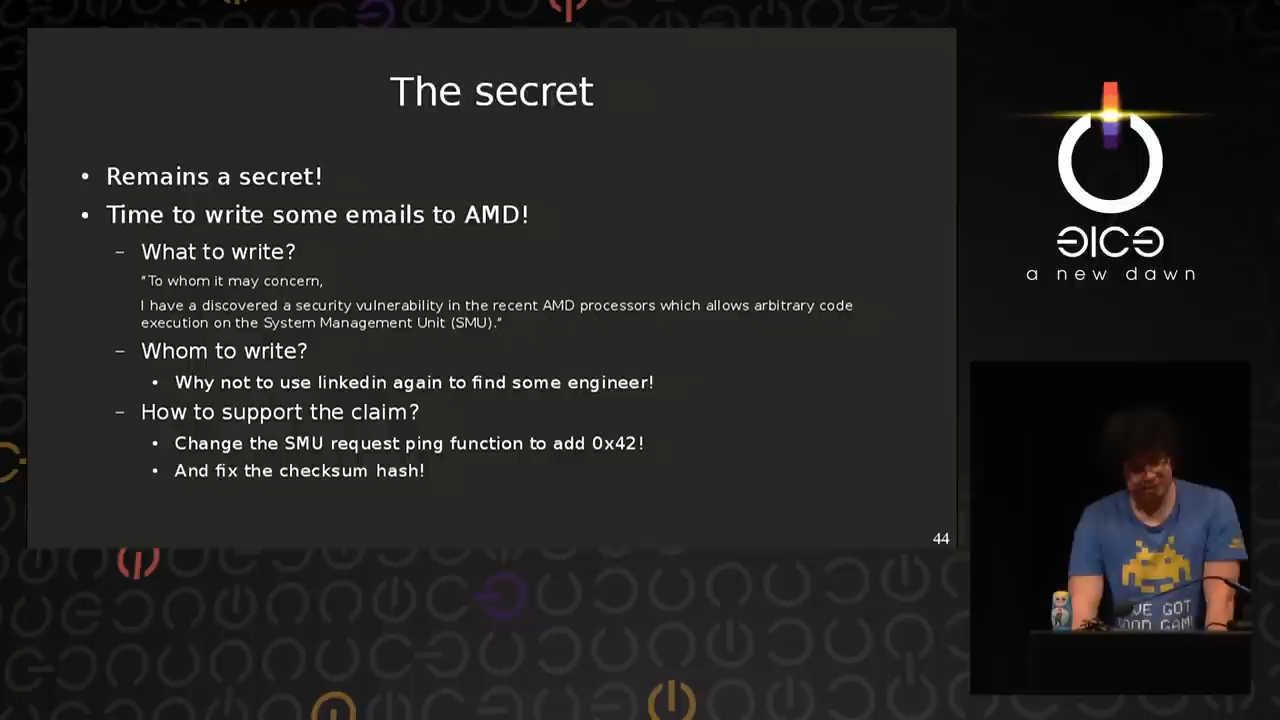 The secret
• Remains a secret!
• Time to write some emails to AMD!
– What to write?
"To whom it may concern,
I have a discovered a security vulnerability in the recent AMD processors which allows arbitrary code
execution on the System Management Unit (SMU)."
– Whom to write?
• Why not to use linkedin again to find some engineer!
– How to support the claim?
• Change the SMU request ping function to add 0x42!
• And fix the checksum hash!
44
ƎICE
a new dawn
VE GOT